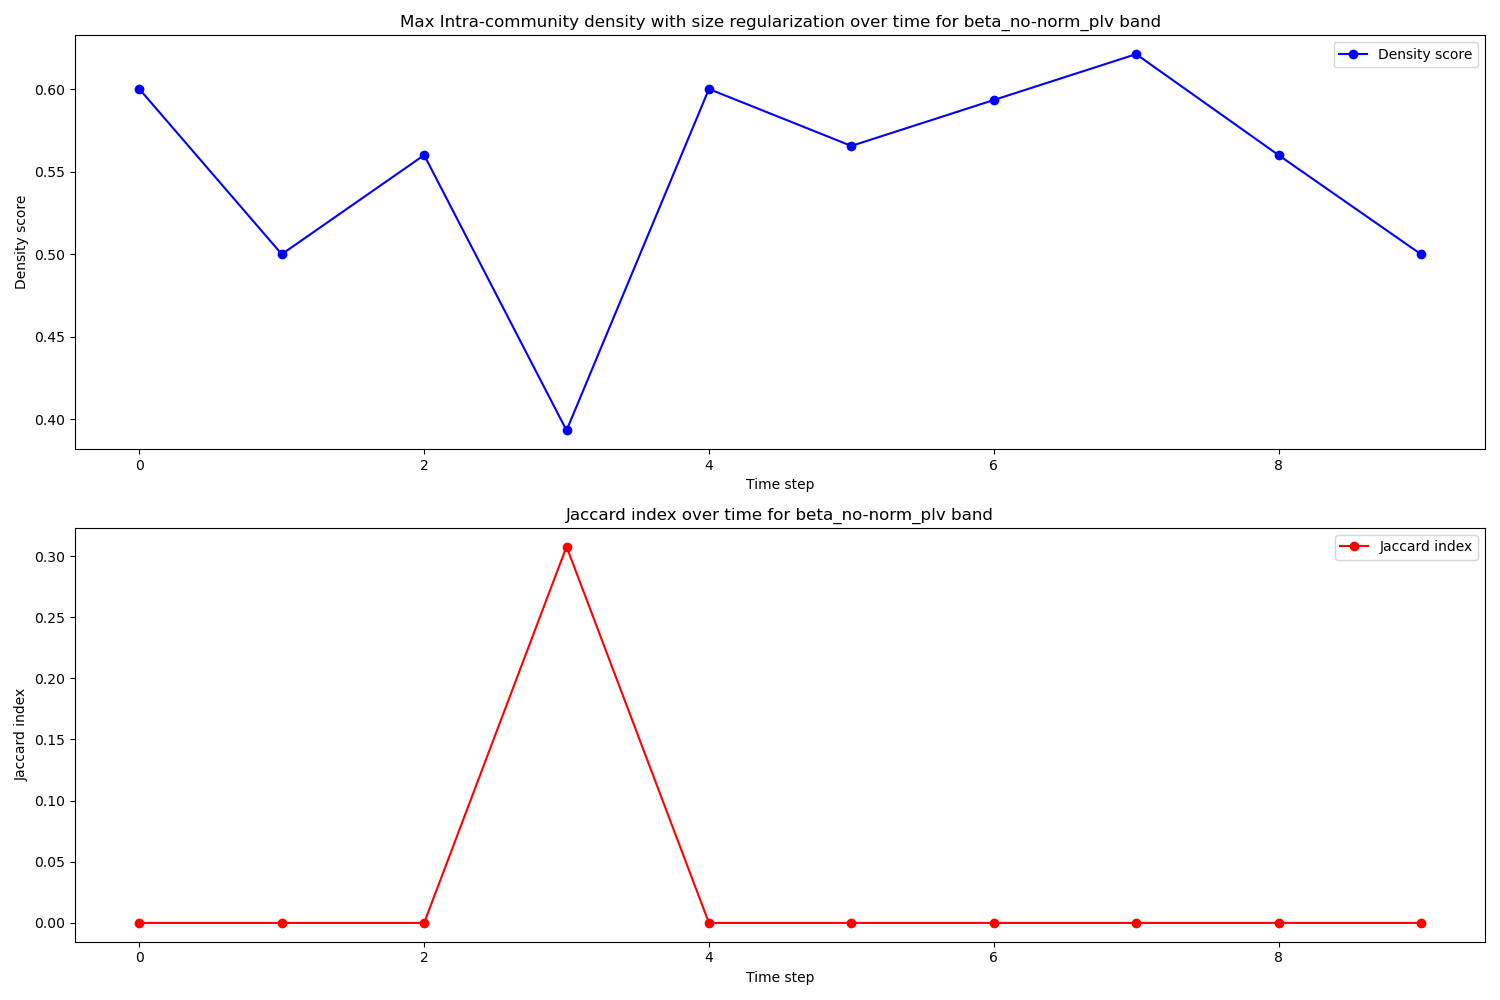 Max Intra-community density with size regularization over time for beta_no-norm_plv band
Density score
0.60
0.55
0.50
0.45
0.40
Density score
0 2 4 6 8
Time step
Jaccard index over time for beta_no-norm_plv band
Jaccard index
0.30
0.25
0.20
0.15
0.10
0.05
0.00
Jaccard index
0 2 4 6 8
Time step